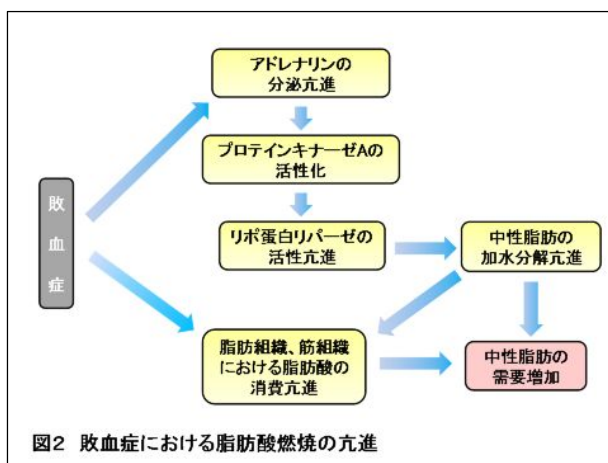 アドレナリンの
分泌亢進
プロテインキナーゼAの
活性化
敗
血
症
リポ蛋白リパーゼの
活性亢進
中性脂肪の
加水分解亢進
脂肪組織、筋組織
における脂肪酸の
消費亢進
中性脂肪の
需要増加
図2 敗血症における脂肪酸燃焼の亢進